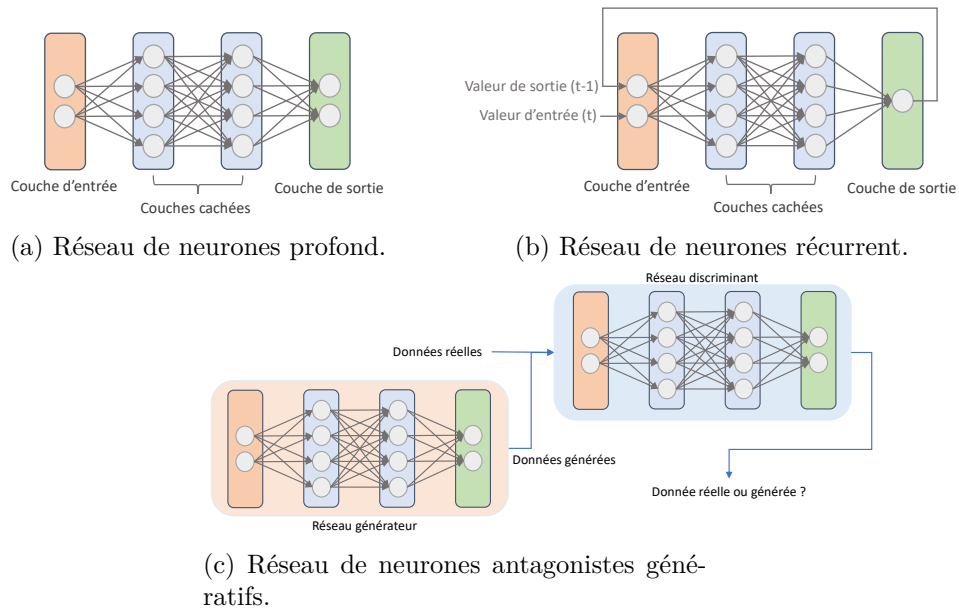 Couche d'entrée
Couches cachées
Couche de sortie
(a) Réseau de neurones profond.
Valeur de sortie (t-1)
Valeur d'entrée (t)
Couche d'entrée
Couches cachées
Couche de sortie
(b) Réseau de neurones récurrent.
Réseau discriminant
Données réelles
Données générées
Donnée réelle ou générée ?
Réseau générateur
(c) Réseau de neurones antagonistes géné-
ratifs.